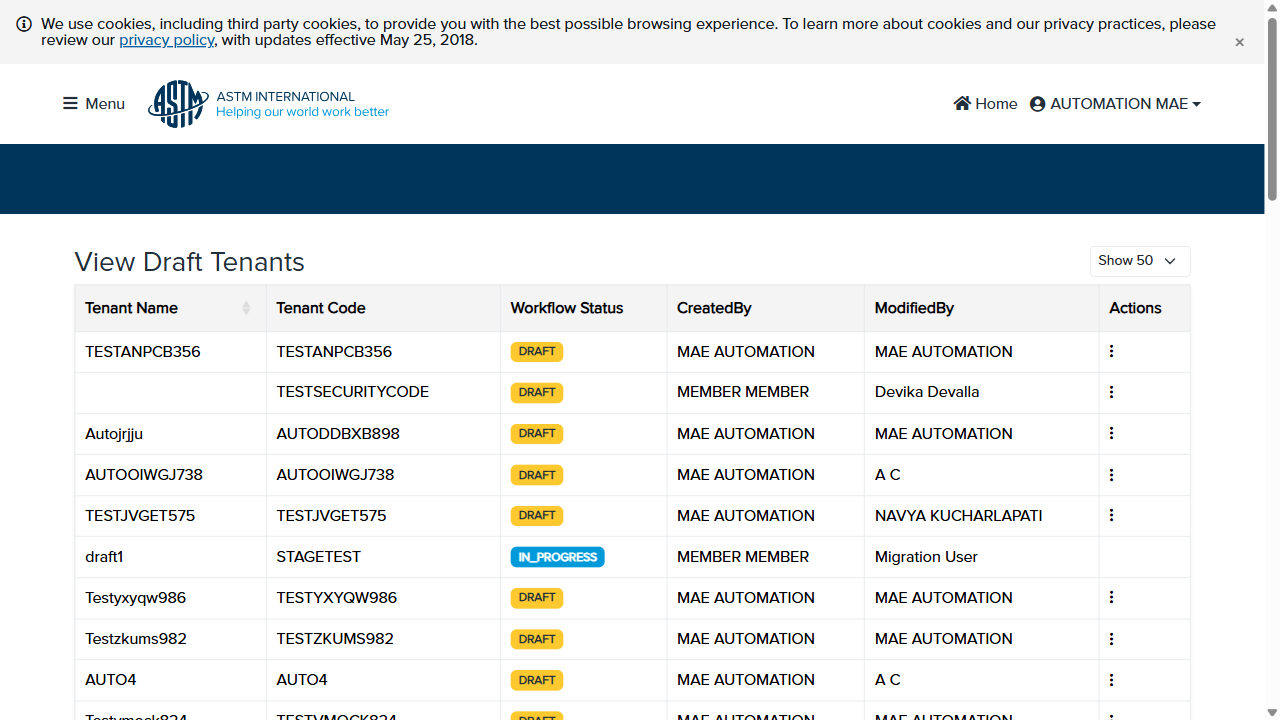 We use cookies, including third party cookies, to provide you with the best possible browsing experience. To learn more about cookies and our privacy practices, please
review our privacy policy, with updates effective May 25, 2018.
×
Menu
ASTM
ASTM INTERNATIONAL
Helping our world work better
Home
AUTOMATION MAE
View Draft Tenants
Show 50
Tenant Name Tenant Code Workflow Status CreatedBy ModifiedBy Actions
TESTANPCB356 TESTANPCB356 DRAFT MAE AUTOMATION MAE AUTOMATION
TESTSECURITYCODE DRAFT MEMBER MEMBER Devika Devalla
Autojrjju AUTODDBXB898 DRAFT MAE AUTOMATION MAE AUTOMATION
AUTOOIWGJ738 AUTOOIWGJ738 DRAFT MAE AUTOMATION A C
TESTJVGET575 TESTJVGET575 DRAFT MAE AUTOMATION NAVYA KUCHARLAPATI
draft1 STAGETEST IN_PROGRESS MEMBER MEMBER Migration User
Testyxyqw986 TESTYXYQW986 DRAFT MAE AUTOMATION MAE AUTOMATION
Testzkums982 TESTZKUMS982 DRAFT MAE AUTOMATION MAE AUTOMATION
AUTO4 AUTO4 DRAFT MAE AUTOMATION A C
DRAFT MAE AUTOMATION MAE AUTOMATION